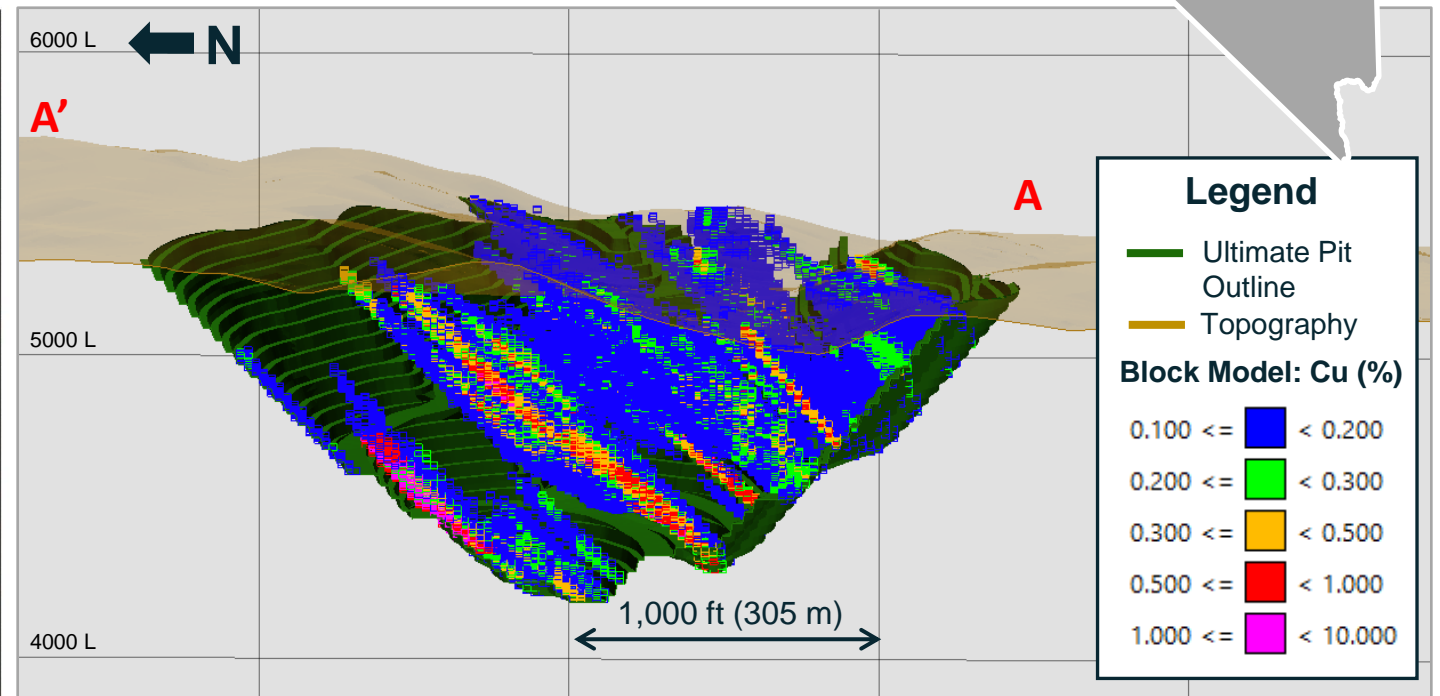 6000 L
N
A’
A
5000 L
4000 L
1,000 ft (305 m)
Legend
Ultimate Pit
Outline
Topography
Block Model: Cu (%)
0.100 <= < 0.200
0.200 <= < 0.300
0.300 <= < 0.500
0.500 <= < 1.000
1.000 <= < 10.000